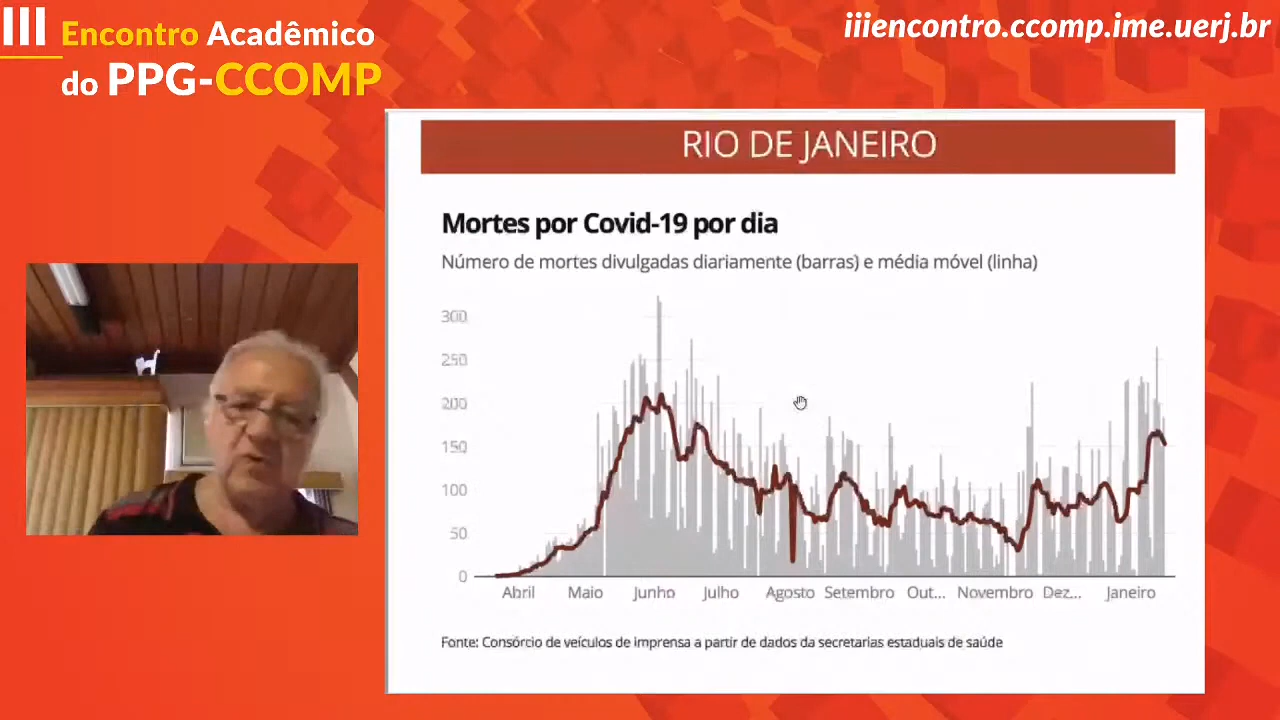 III Encontro Acadêmico
do PPG-CCOMP
iiiencontro.ccomp.ime.uerj.br
RIO DE JANEIRO
Mortes por Covid-19 por dia
Número de mortes divulgadas diariamente (barras) e média móvel (linha)
300
250
200
150
100
50
0
Abril Maio Junho Julho Agosto Setembro Out... Novembro Dez... Janeiro
Fonte: Consórcio de veículos de imprensa a partir de dados da secretarias estaduais de saúde